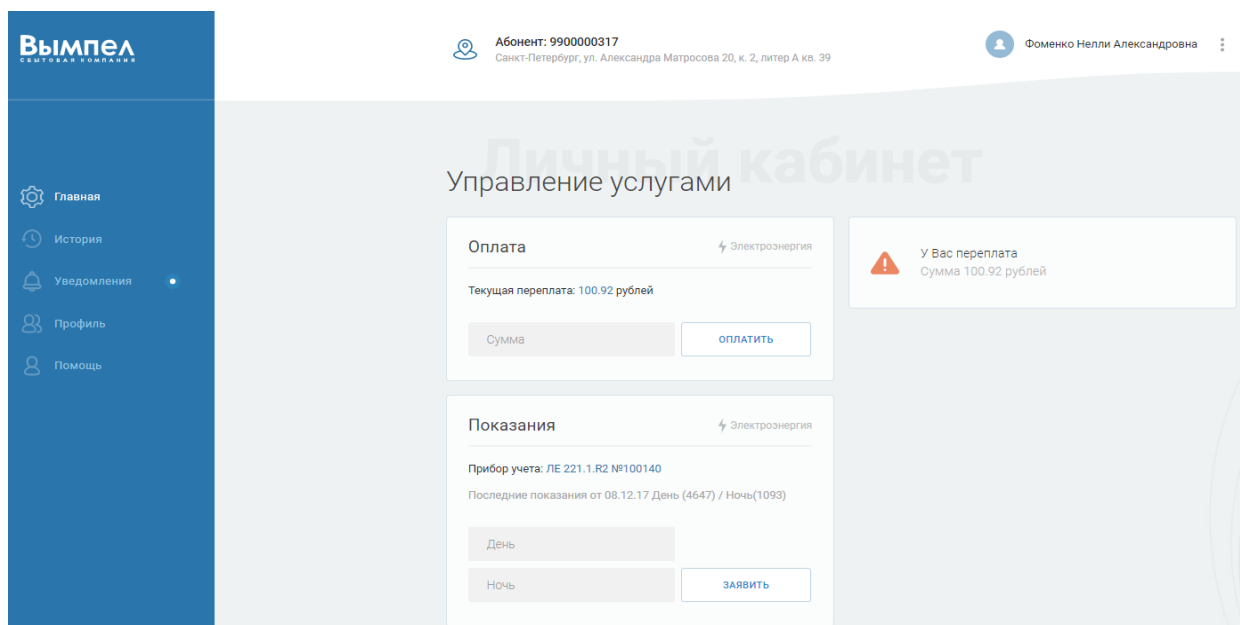 Вымпел
СБЫТОВАЯ КОМПАНИЯ
Абонент: 9900000317
Санкт-Петербург, ул. Александра Матросова 20, к. 2, литер А кв. 39
Фоменко Нелли Александровна
Главная
История
Уведомления
Профиль
Помощь
Личный кабинет
Управление услугами
Оплата
Электроэнергия
Текущая переплата: 100.92 рублей
Сумма
ОПЛАТИТЬ
У Вас переплата
Сумма 100.92 рублей
Показания
Электроэнергия
Прибор учета: ЛЕ 221.1.R2 №100140
Последние показания от 08.12.17 День (4647) / Ночь(1093)
День
Ночь
ЗАЯВИТЬ